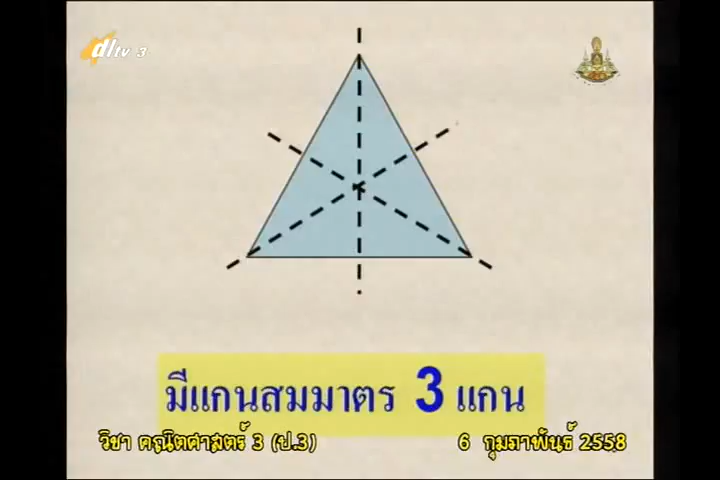 dltv 3
มีแกนสมมาตร 3 แกน
วิชา คณิตศาสตร์ 3 (ป.3) 6 กุมภาพันธ์ 2558